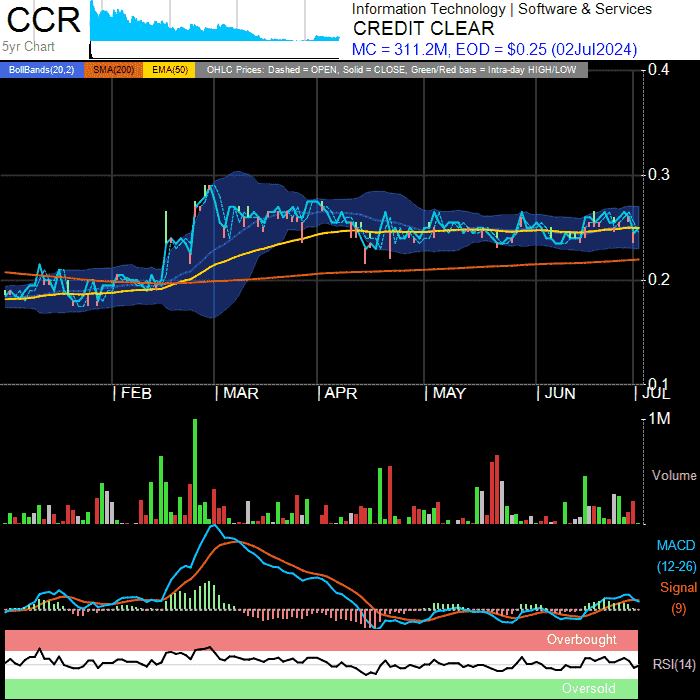 CCR
5yr Chart
Information Technology | Software & Services
CREDIT CLEAR
MC = 311.2M, EOD = $0.25 (02Jul2024)
BollBands(20,2) SMA(200) EMA(50) OHLC Prices: Dashed = OPEN, Solid = CLOSE, Green/Red bars = Intra-day HIGH/LOW
0.4
0.3
0.2
0.1
FEB MAR APR MAY JUN JUL
1M
Volume
MACD
(12-26)
Signal
(9)
Overbought
RSI(14)
Oversold